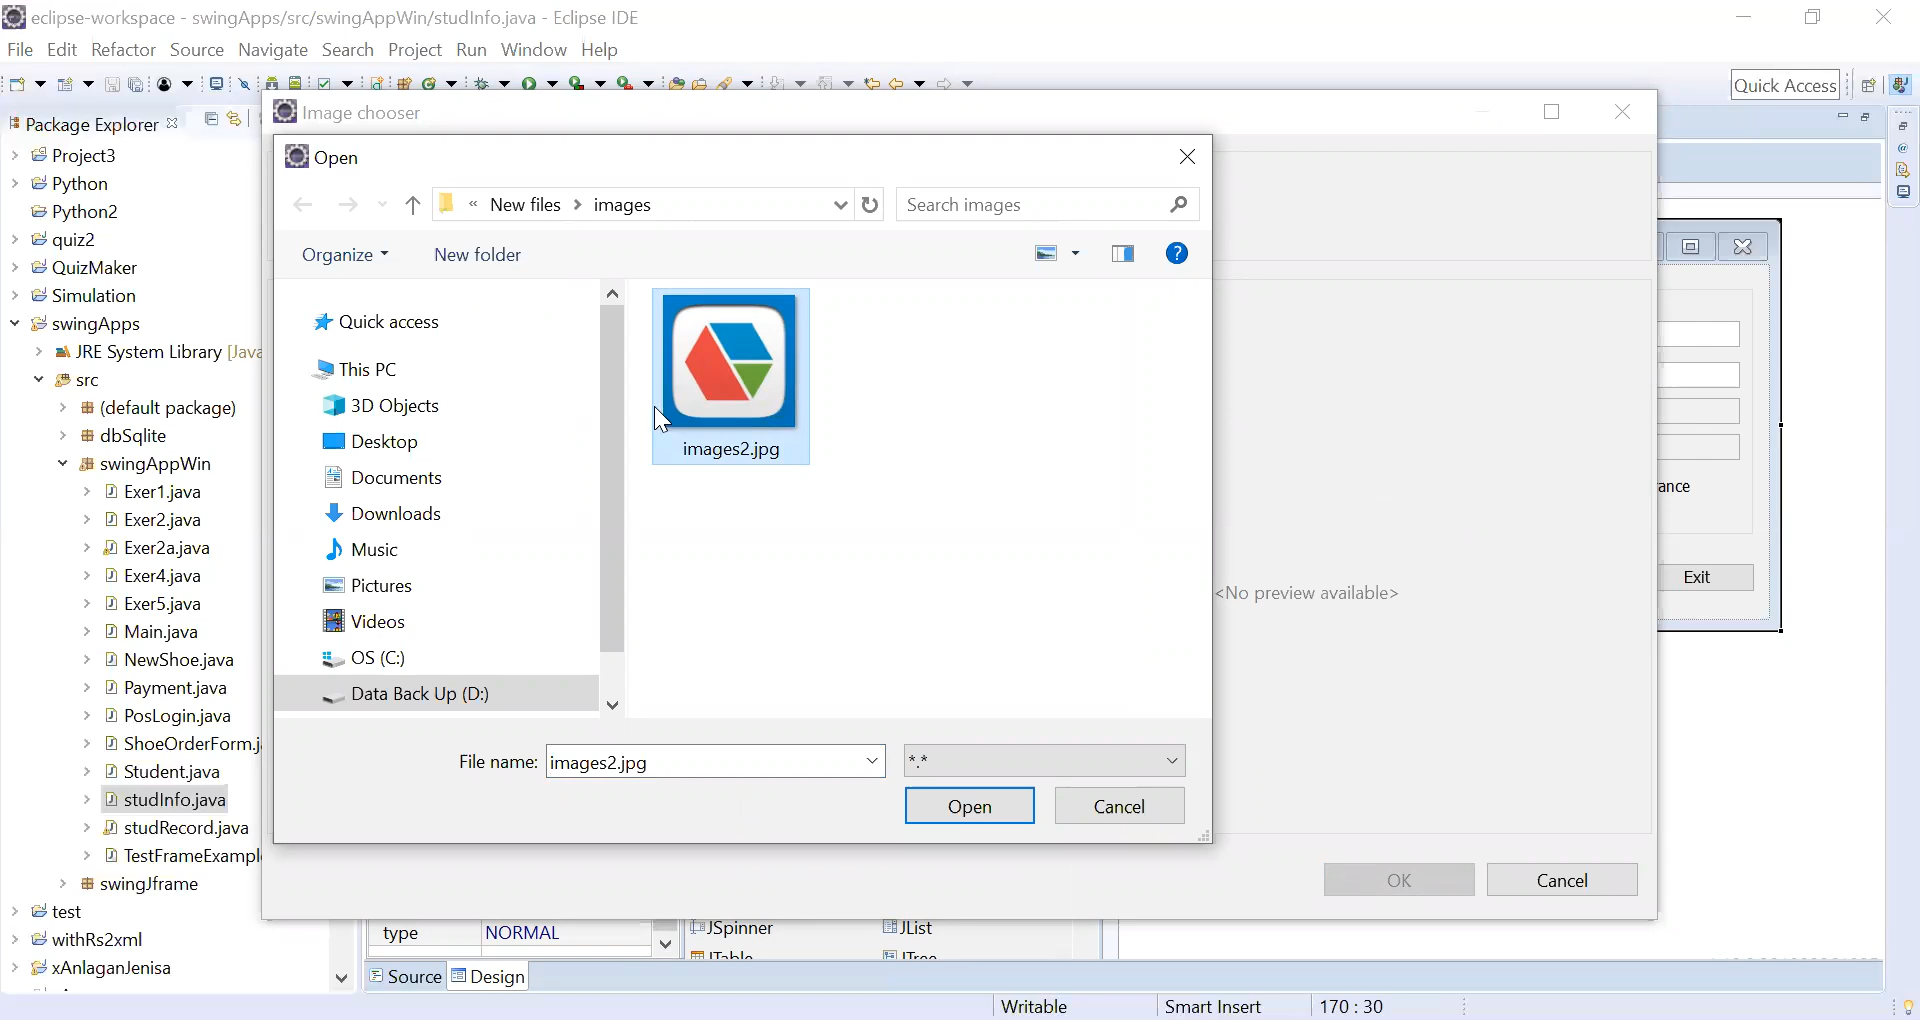 eclipse-workspace - swingApps/src/swingAppWin/studInfo.java - Eclipse IDE
File Edit Refactor Source Navigate Search Project Run Window Help
Quick Access
Package Explorer
Project3
Python
Python2
quiz2
QuizMaker
Simulation
swingApps
JRE System Library [Java
src
(default package)
dbSqlite
swingAppWin
Exer1.java
Exer2.java
Exer2a.java
Exer4.java
Exer5.java
Main.java
NewShoe.java
Payment.java
PosLogin.java
ShoeOrderForm.j
Student.java
studInfo.java
studRecord.java
TestFrameExampl
swingJframe
test
withRs2xml
xAnlaganJenisa
Image chooser
Open
« New files > images
Search images
Organize
New folder
Quick access
This PC
3D Objects
Desktop
Documents
Downloads
Music
Pictures
Videos
OS (C:)
Data Back Up (D:)
images2.jpg
File name: images2.jpg
*.*
Open Cancel
<No preview available>
OK Cancel
ance
Exit
type NORMAL
JSpinner JList
JTable JTree
Source Design
Writable Smart Insert 170 : 30